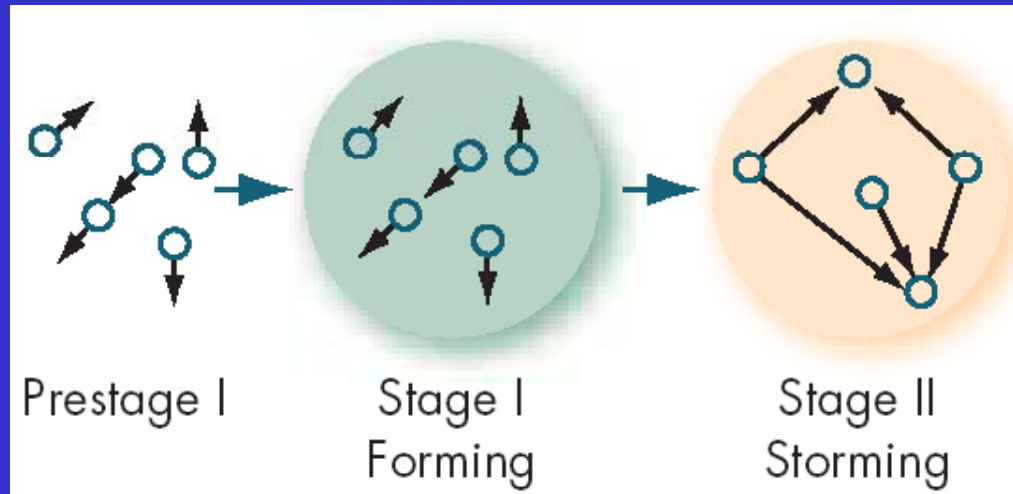 Prestage I
Stage I
Forming
Stage II
Storming